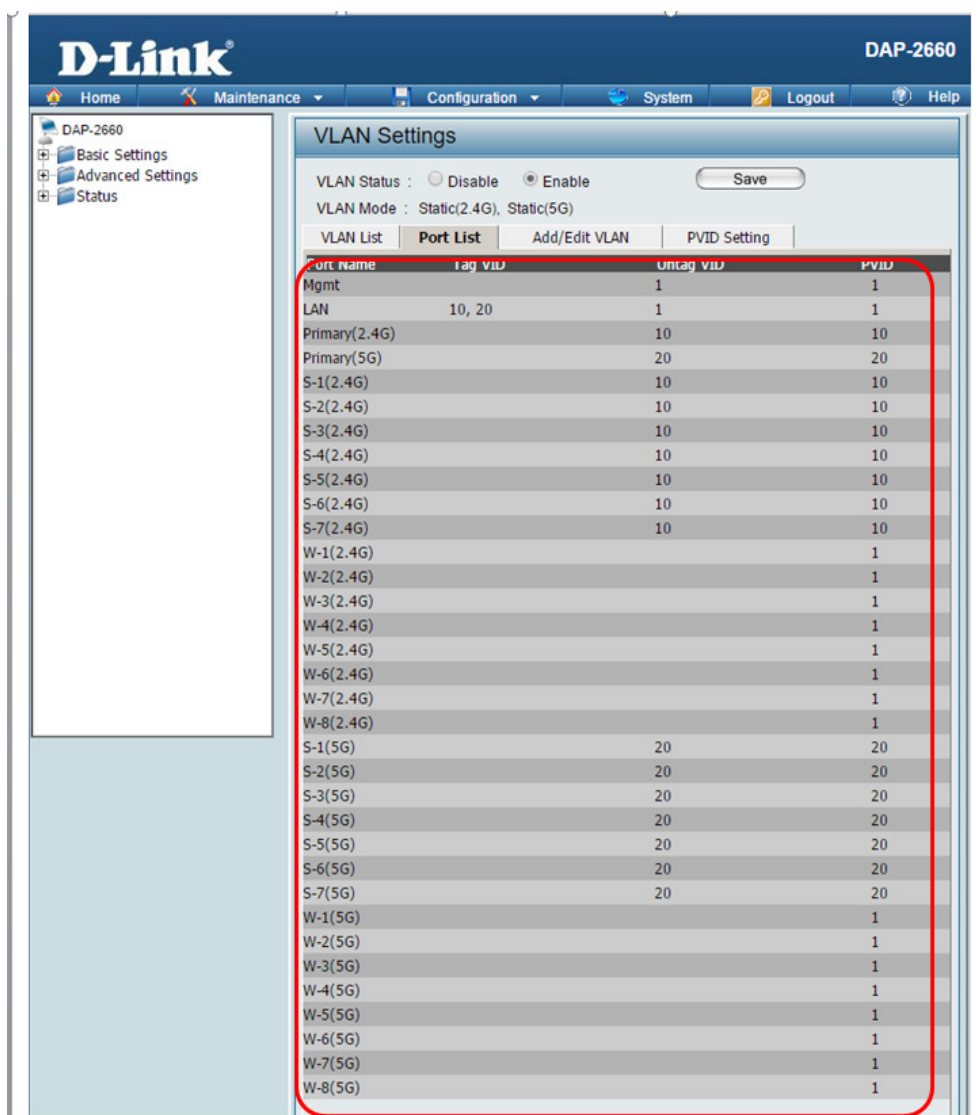 D-Link®
DAP-2660
Home Maintenance Configuration System Logout Help
DAP-2660
Basic Settings
Advanced Settings
Status
VLAN Settings
VLAN Status : Disable Enable Save
VLAN Mode : Static(2.4G), Static(5G)
VLAN List Port List Add/Edit VLAN PVID Setting
Port Name Tag VID Untag VID PVID
Mgmt 1 1
LAN 10, 20 1 1
Primary(2.4G) 10 10
Primary(5G) 20 20
S-1(2.4G) 10 10
S-2(2.4G) 10 10
S-3(2.4G) 10 10
S-4(2.4G) 10 10
S-5(2.4G) 10 10
S-6(2.4G) 10 10
S-7(2.4G) 10 10
W-1(2.4G) 1
W-2(2.4G) 1
W-3(2.4G) 1
W-4(2.4G) 1
W-5(2.4G) 1
W-6(2.4G) 1
W-7(2.4G) 1
W-8(2.4G) 1
S-1(5G) 20 20
S-2(5G) 20 20
S-3(5G) 20 20
S-4(5G) 20 20
S-5(5G) 20 20
S-6(5G) 20 20
S-7(5G) 20 20
W-1(5G) 1
W-2(5G) 1
W-3(5G) 1
W-4(5G) 1
W-5(5G) 1
W-6(5G) 1
W-7(5G) 1
W-8(5G) 1